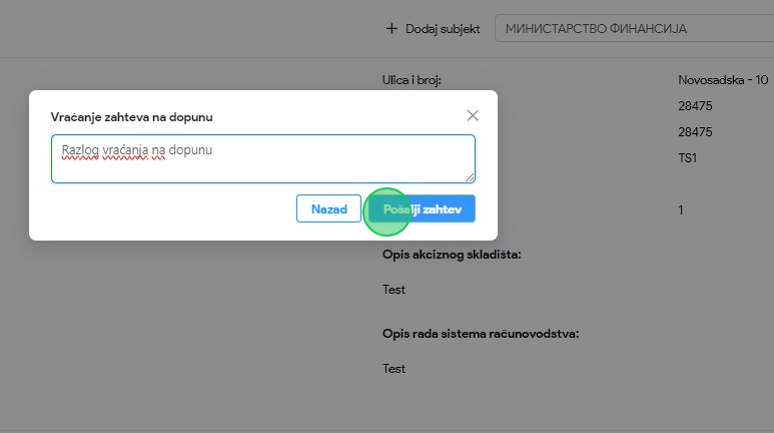 + Dodaj subjekt
МИНИСТАРСТВО ФИНАНСИЈА
Ulica i broj:
Novosadska - 10
28475
28475
TS1
1
Vraćanje zahteva na dopunu
Razlog vraćanja na dopunu
Nazad
Pošalji zahtev
Opis akciznog skladišta:
Test
Opis rada sistema računovodstva:
Test